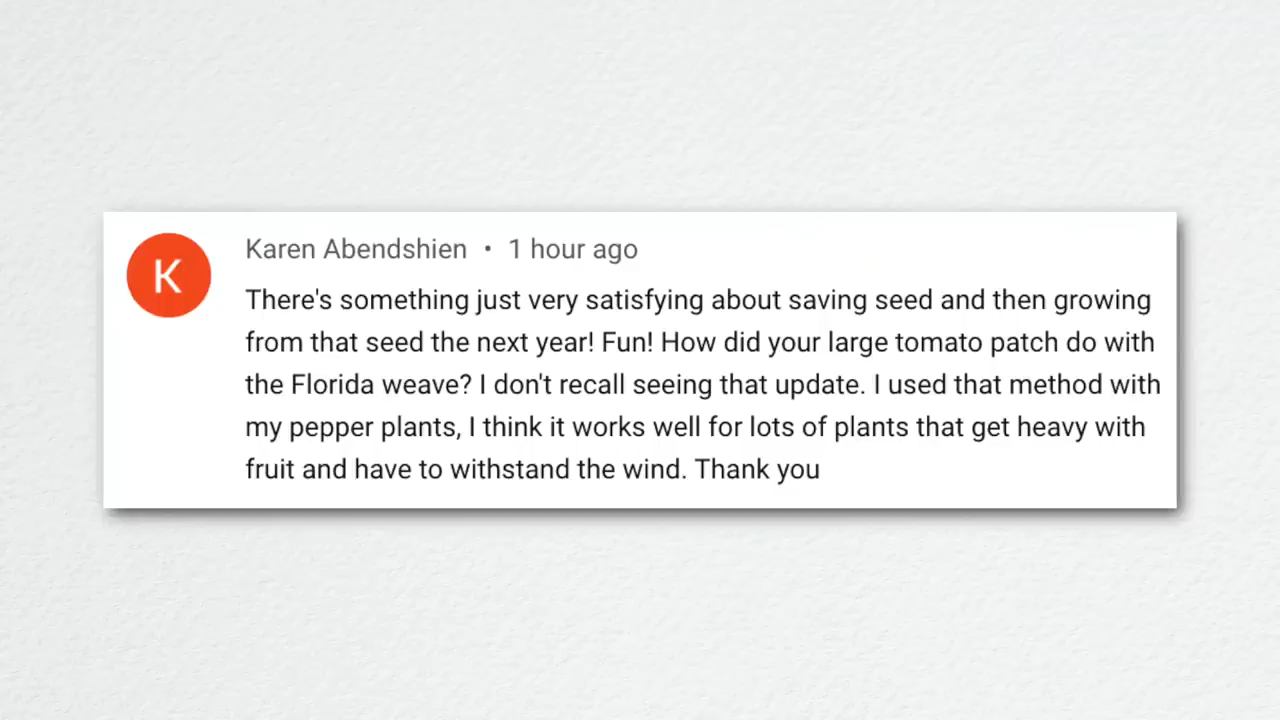 K
Karen Abendshien • 1 hour ago
There's something just very satisfying about saving seed and then growing
from that seed the next year! Fun! How did your large tomato patch do with
the Florida weave? I don't recall seeing that update. I used that method with
my pepper plants, I think it works well for lots of plants that get heavy with
fruit and have to withstand the wind. Thank you